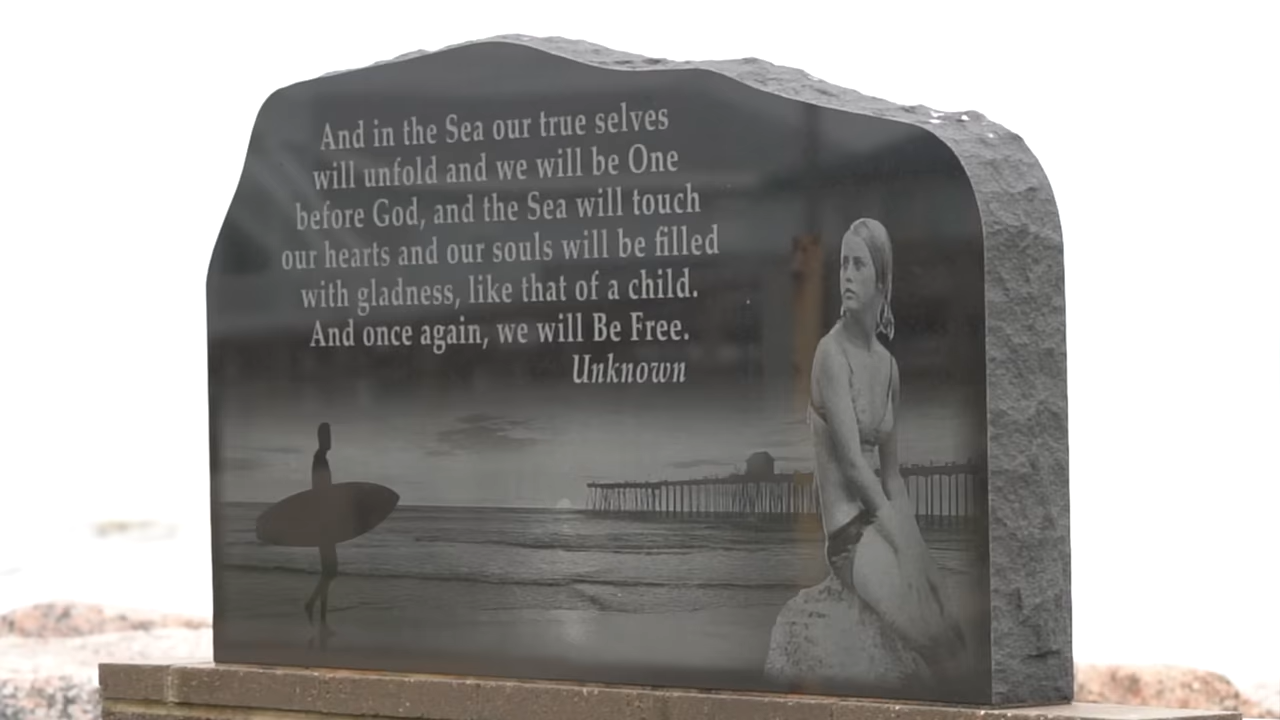 And in the Sea our true selves
will unfold and we will be One
before God, and the Sea will touch
our hearts and our souls will be filled
with gladness, like that of a child.
And once again, we will Be Free.
Unknown